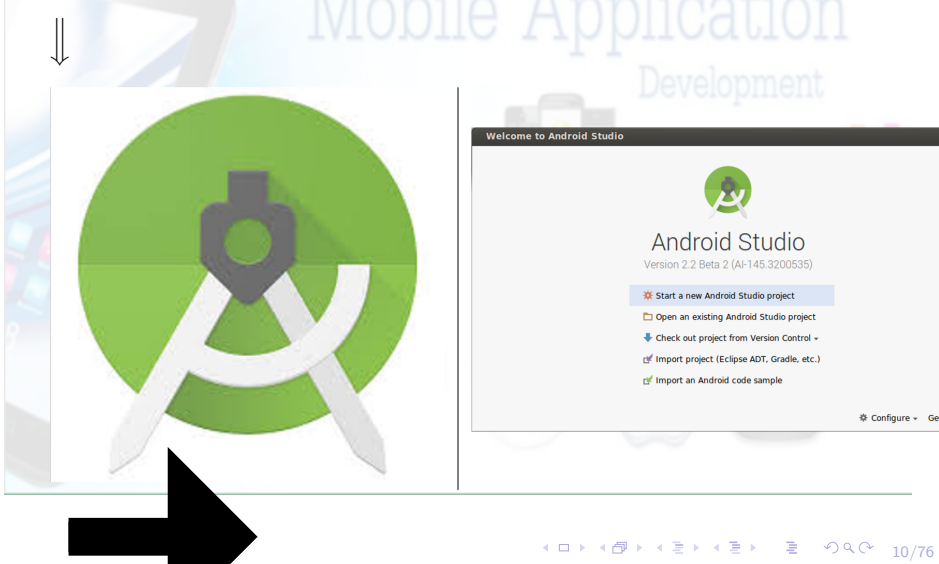 Mobile Application
Development
Welcome to Android Studio
Android Studio
Version 2.2 Beta 2 (AI-145.3200535)
Start a new Android Studio project
Open an existing Android Studio project
Check out project from Version Control
Import project (Eclipse ADT, Gradle, etc.)
Import an Android code sample
Configure Ge
10/76